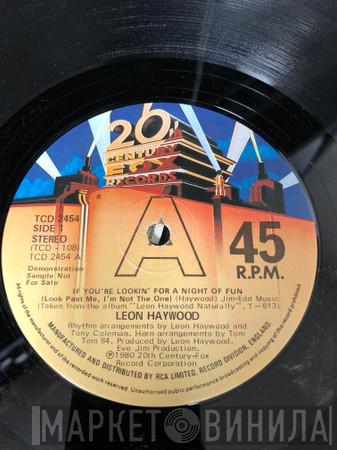 20th
CENTURY
FOX
RECORDS
A
TCD 2454
SIDE 1
STEREO
(TCD - 108)
TCD 2454 A
Demonstration
Sample Not
For Sale
45
R.P.M.
IF YOU'RE LOOKIN' FOR A NIGHT OF FUN
(Look Past Me, I'm Not The One) (Haywood) Jim-Edd Music
(Taken from the album "Leon Haywood Naturally", T—613)
LEON HAYWOOD
Rhythm arrangements by Leon Haywood and
Tony Coleman. Horn arrangements by Tom
Tom 84. Produced by Leon Haywood.
Eve Jim Production.
℗1980 20th Century-Fox
Record Corporation
All rights of the
MANUFACTURED AND DISTRIBUTED BY RCA LIMITED, RECORD DIVISION, ENGLAND.
Unauthorised public performance broadcasting and copying
МАРКЕТ ВИНИЛА